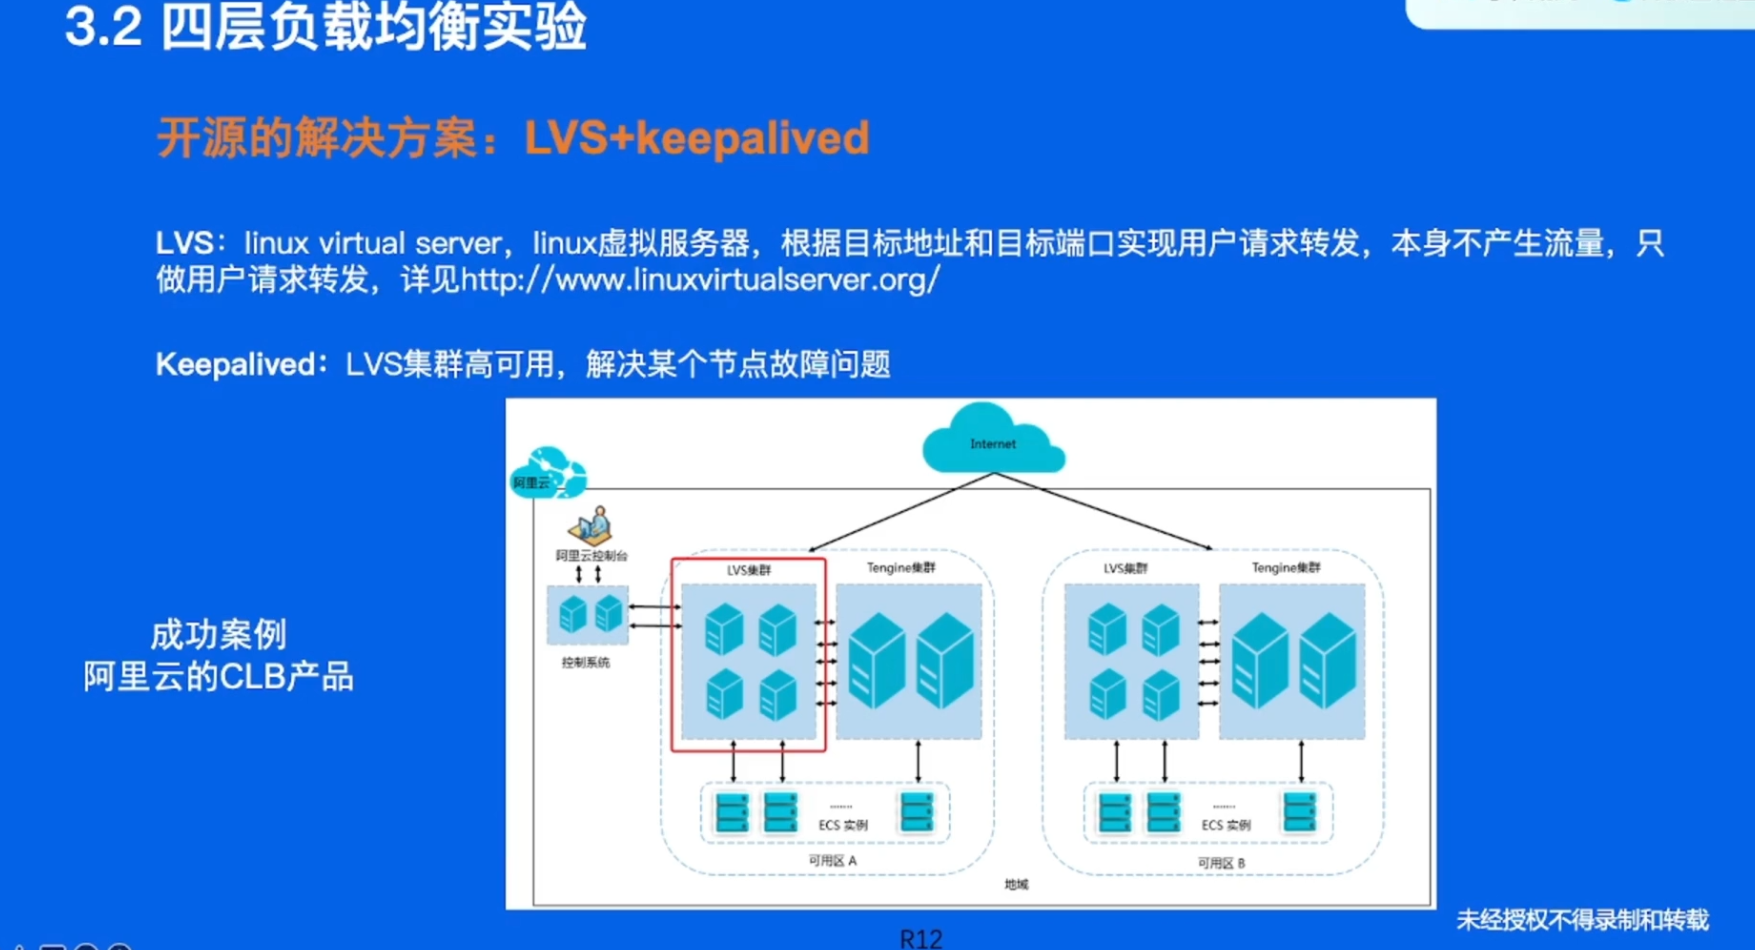 3.2 四层负载均衡实验
开源的解决方案：LVS+keepalived
LVS：linux virtual server，linux虚拟服务器，根据目标地址和目标端口实现用户请求转发，本身不产生流量，只
做用户请求转发，详见http://www.linuxvirtualserver.org/
Keepalived：LVS集群高可用，解决某个节点故障问题
Internet
阿里云
阿里云控制台
LVS集群
Tengine集群
LVS集群
Tengine集群
控制系统
成功案例
阿里云的CLB产品
......
ECS 实例
......
ECS 实例
可用区 A
可用区 B
地域
未经授权不得录制和转载
R12